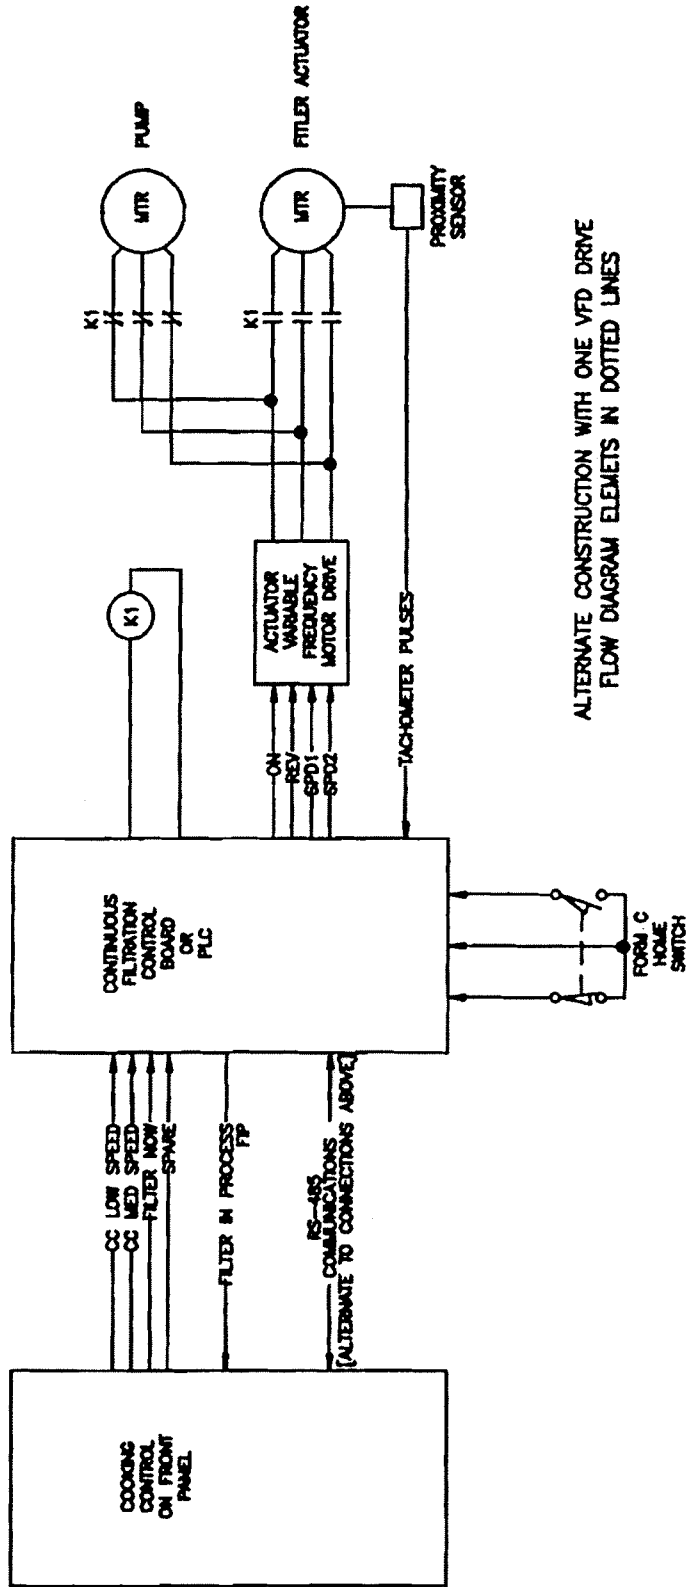 COOKING
CONTROL
ON FRONT
PANEL
CC LOW SPEED
CC MED SPEED
FILTER NOW
SPARE
FILTER IN PROCESS
FIP
RS-485
COMMUNICATIONS
[ALTERNATE TO CONNECTIONS ABOVE]
CONTINUOUS
FILTRATION
CONTROL
BOARD
OR
PLC
FORM C
HOME
SWITCH
K1
ON
REV
SPD1
SPD2
TACHOMETER PULSES
ACTUATOR
VARIABLE
FREQUENCY
MOTOR DRIVE
K1
K1
MTR
PUMP
MTR
FITLER ACTUATOR
PROXIMITY
SENSOR
ALTERNATE CONSTRUCTION WITH ONE VFD DRIVE
FLOW DIAGRAM ELEMETS IN DOTTED LINES